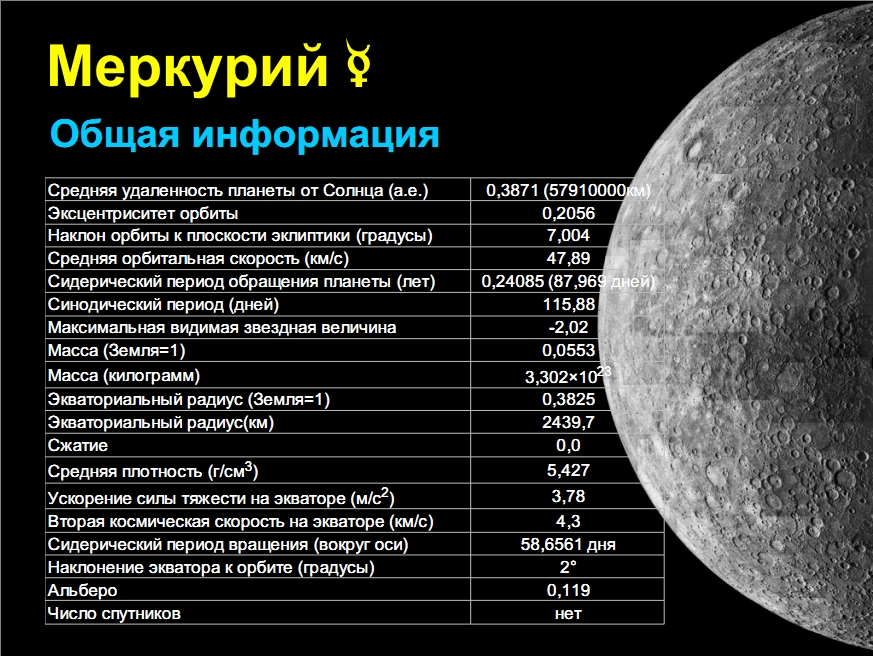 Меркурий ☿
Общая информация
Средняя удаленность планеты от Солнца (а.е.) 0,3871 (57910000км)
Эксцентриситет орбиты 0,2056
Наклон орбиты к плоскости эклиптики (градусы) 7,004
Средняя орбитальная скорость (км/с) 47,89
Сидерический период обращения планеты (лет) 0,24085 (87,969 дней)
Синодический период (дней) 115,88
Максимальная видимая звездная величина -2,02
Масса (Земля=1) 0,0553
Масса (килограмм) 3,302×10²³
Экваториальный радиус (Земля=1) 0,3825
Экваториальный радиус(км) 2439,7
Сжатие 0,0
Средняя плотность (г/см³) 5,427
Ускорение силы тяжести на экваторе (м/с²) 3,78
Вторая космическая скорость на экваторе (км/с) 4,3
Сидерический период вращения (вокруг оси) 58,6561 дня
Наклонение экватора к орбите (градусы) 2°
Альберо 0,119
Число спутников нет